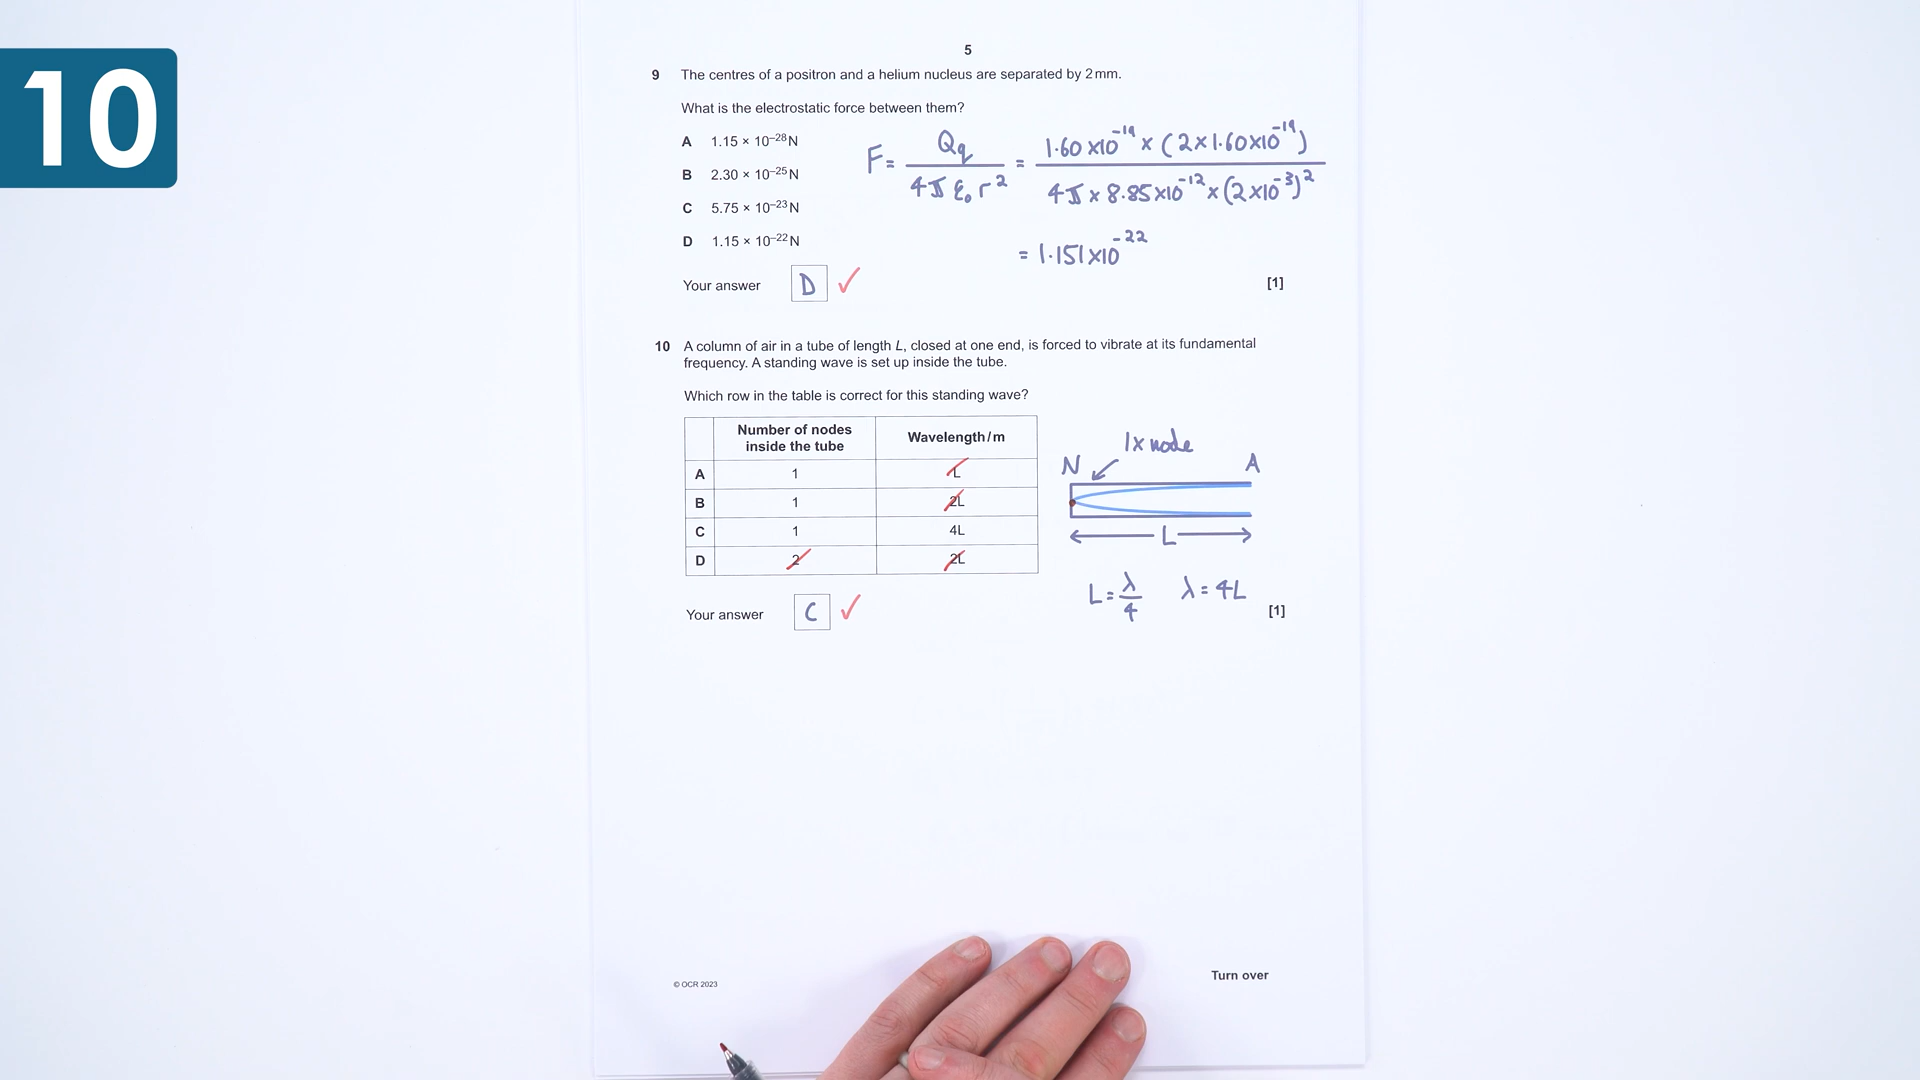 10
5
9 The centres of a positron and a helium nucleus are separated by 2 mm.
What is the electrostatic force between them?
A 1.15 × 10⁻²⁸ N
B 2.30 × 10⁻²⁵ N
C 5.75 × 10⁻²³ N
D 1.15 × 10⁻²² N
F = Qq / 4πε₀r² = 1.60×10⁻¹⁹ × (2×1.60×10⁻¹⁹) / 4π × 8.85×10⁻¹² × (2×10⁻³)²
= 1.151×10⁻²²
Your answer D ✓ [1]
10 A column of air in a tube of length L, closed at one end, is forced to vibrate at its fundamental
frequency. A standing wave is set up inside the tube.
Which row in the table is correct for this standing wave?
Number of nodes inside the tube Wavelength / m
A 1 L
B 1 2L
C 1 4L
D 2 2L
1x node
N A
L
L = λ/4 λ = 4L
Your answer C ✓ [1]
© OCR 2023
Turn over